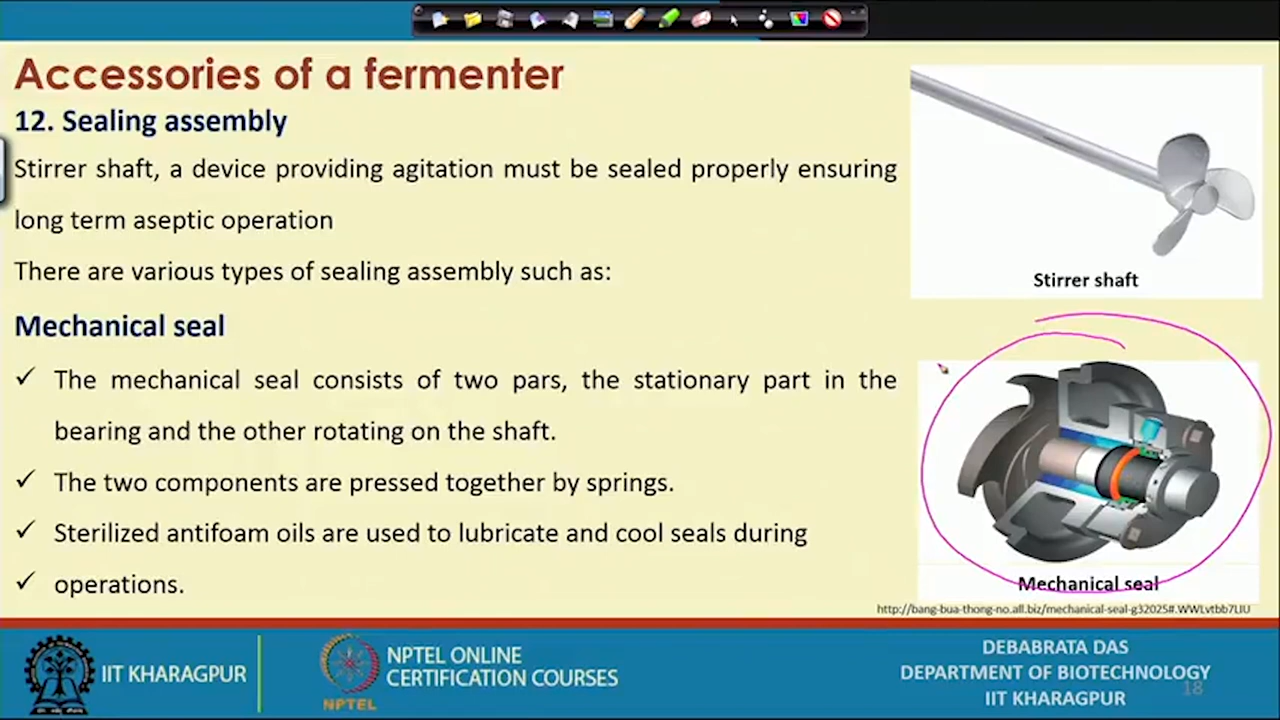 Accessories of a fermenter
12. Sealing assembly
Stirrer shaft, a device providing agitation must be sealed properly ensuring
long term aseptic operation
There are various types of sealing assembly such as:
Mechanical seal
✓ The mechanical seal consists of two pars, the stationary part in the
bearing and the other rotating on the shaft.
✓ The two components are pressed together by springs.
✓ Sterilized antifoam oils are used to lubricate and cool seals during
✓ operations.
Stirrer shaft
Mechanical seal
http://bang-bua-thong-no.all.biz/mechanical-seal-g32025#.WWLvtbb7LIU
IIT KHARAGPUR
NPTEL
NPTEL ONLINE
CERTIFICATION COURSES
DEBABRATA DAS
DEPARTMENT OF BIOTECHNOLOGY
IIT KHARAGPUR
18